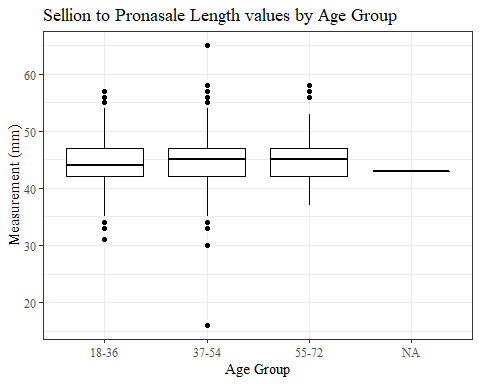 Sellion to Pronasale Length values by Age Group
Measurement (mm)
60
50
40
30
20
18-36
37-54
55-72
NA
Age Group